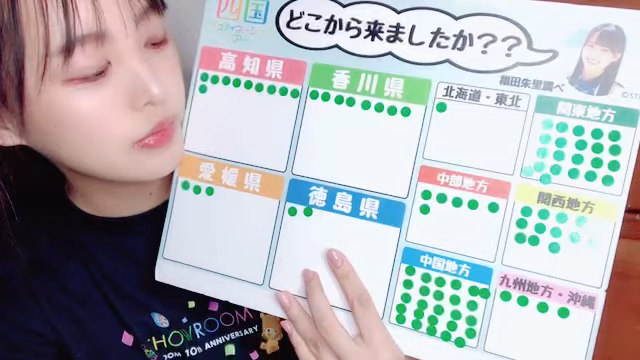 四国
どこから来ましたか??
福田朱里調べ
©ST
高知県
香川県
北海道・東北
関東地方
愛媛県
徳島県
中部地方
関西地方
中国地方
九州地方・沖縄
SHOWROOM
10th ANNIVERSARY